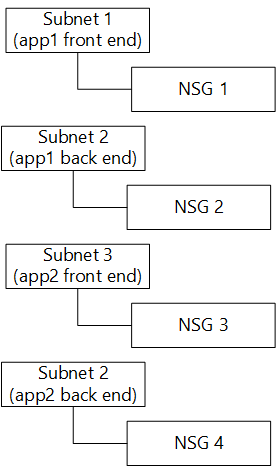 Subnet 1
(app1 front end)
NSG 1
Subnet 2
(app1 back end)
NSG 2
Subnet 3
(app2 front end)
NSG 3
Subnet 2
(app2 back end)
NSG 4